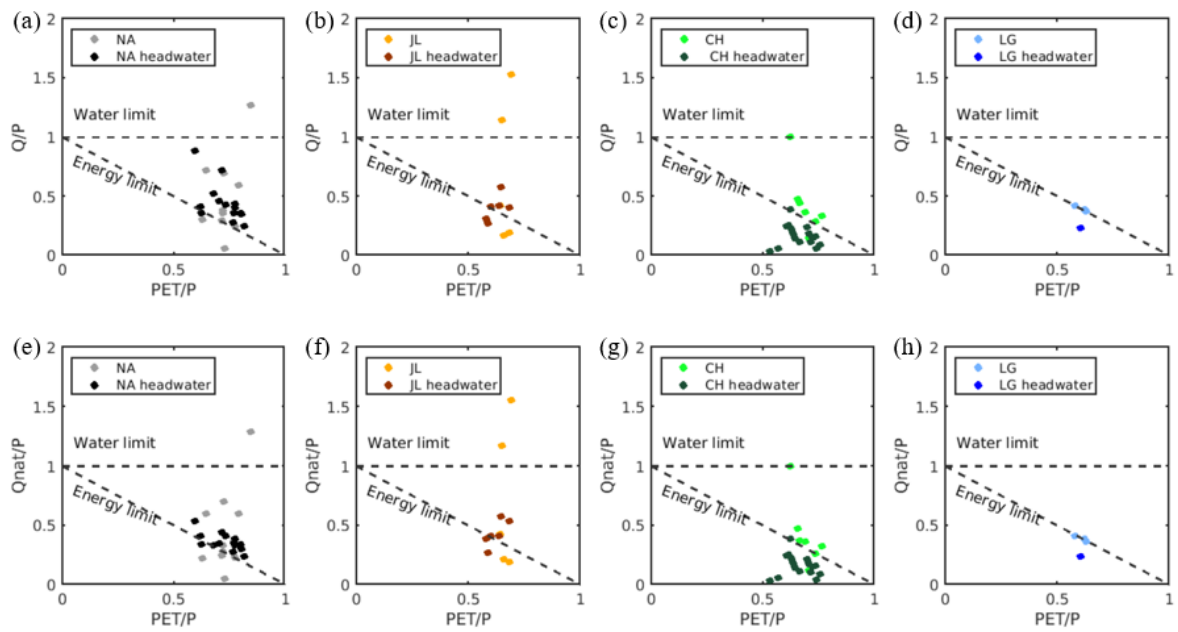 (a)
2
1.5
1
0.5
0
Q/P
NA
NA headwater
Water limit
Energy limit
0
0.5
1
PET/P
(b)
2
1.5
1
0.5
0
Q/P
JL
JL headwater
Water limit
Energy limit
0
0.5
1
PET/P
(c)
2
1.5
1
0.5
0
Q/P
CH
CH headwater
Water limit
Energy limit
0
0.5
1
PET/P
(d)
2
1.5
1
0.5
0
Q/P
LG
LG headwater
Water limit
Energy limit
0
0.5
1
PET/P
(e)
2
1.5
1
0.5
0
Qnat/P
NA
NA headwater
Water limit
Energy limit
0
0.5
1
PET/P
(f)
2
1.5
1
0.5
0
Qnat/P
JL
JL headwater
Water limit
Energy limit
0
0.5
1
PET/P
(g)
2
1.5
1
0.5
0
Qnat/P
CH
CH headwater
Water limit
Energy limit
0
0.5
1
PET/P
(h)
2
1.5
1
0.5
0
Qnat/P
LG
LG headwater
Water limit
Energy limit
0
0.5
1
PET/P